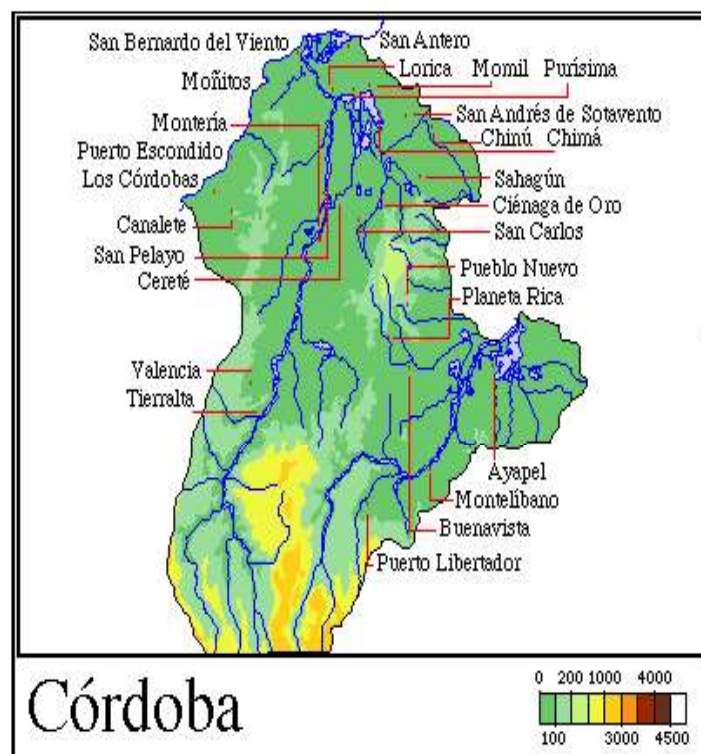 San Bernardo del Viento San Antero
Lorica Momil Purísima
Moñitos
San Andrés de Sotavento
Montería
Chinú Chimá
Puerto Escondido
Los Córdobas Sahagún
Ciénaga de Oro
Canalete San Carlos
San Pelayo
Cereté Pueblo Nuevo
Planeta Rica
Valencia
Tierralta
Ayapel
Montelíbano
Buenavista
Puerto Libertador
Córdoba
0 200 1000 4000
100 3000 4500